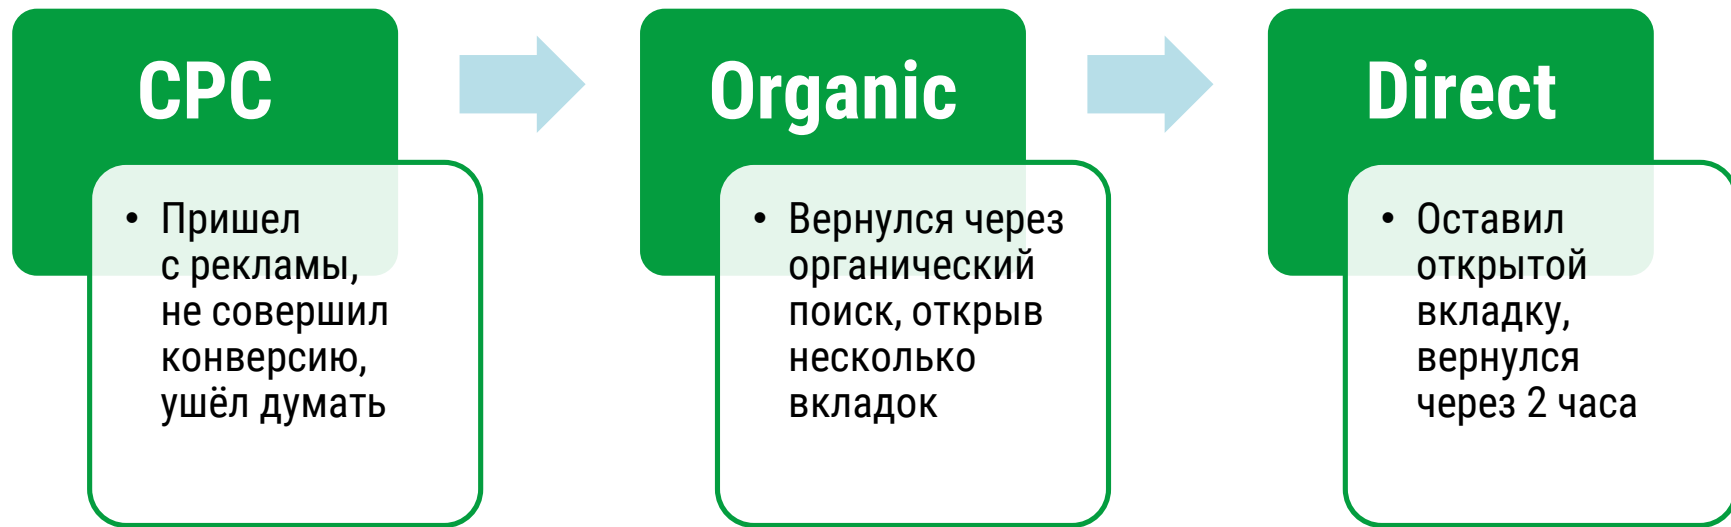 CPC
• Пришел
с рекламы,
не совершил
конверсию,
ушёл думать
Organic
• Вернулся через
органический
поиск, открыв
несколько
вкладок
Direct
• Оставил
открытой
вкладку,
вернулся
через 2 часа